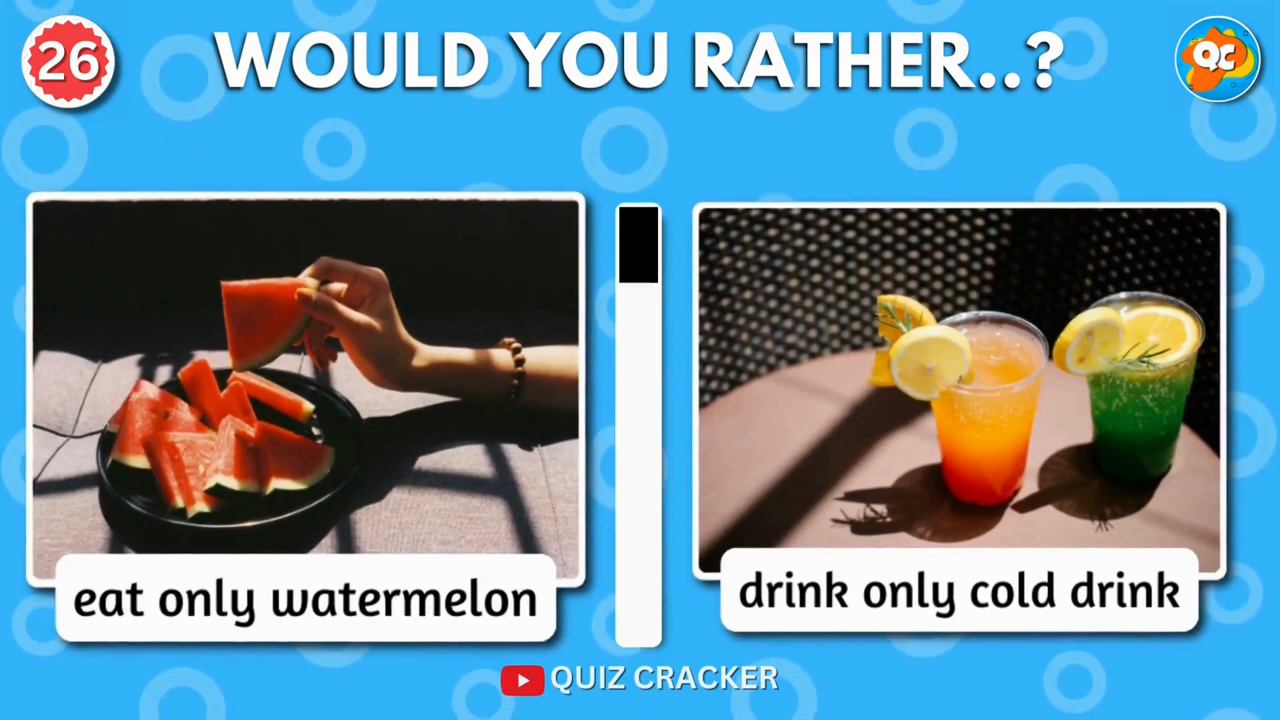 26
WOULD YOU RATHER..?
QC
eat only watermelon
drink only cold drink
QUIZ CRACKER